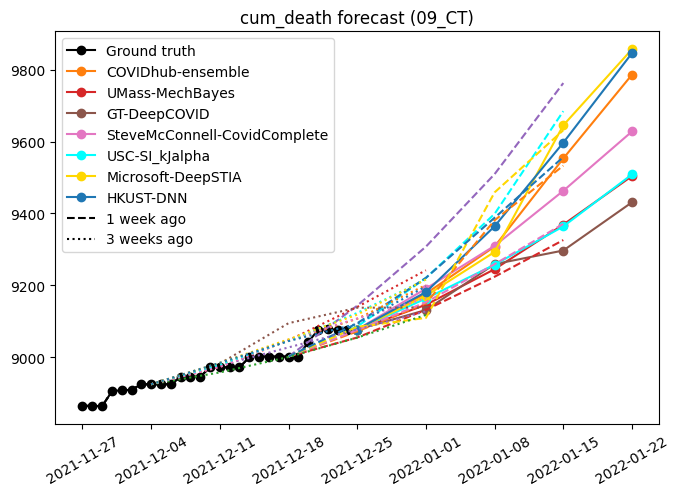 cum_death forecast (09_CT)
9800
9600
9400
9200
9000
Ground truth
COVIDhub-ensemble
UMass-MechBayes
GT-DeepCOVID
SteveMcConnell-CovidComplete
USC-SI_kJalpha
Microsoft-DeepSTIA
HKUST-DNN
1 week ago
3 weeks ago
2021-11-27
2021-12-04
2021-12-11
2021-12-18
2021-12-25
2022-01-01
2022-01-08
2022-01-15
2022-01-22